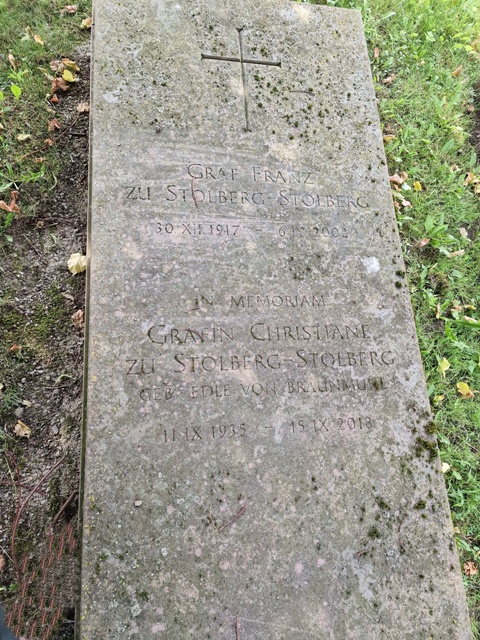 GRAF FRANZ
ZU STOLBERG-STOLBERG
30 XII 1917 – 6 IV 2002
IN MEMORIAM
GRÄFIN CHRISTIANE
ZU STOLBERG-STOLBERG
GEB. EDLE VON BRAUNMÜHL
11 IX 1935 – 15 IX 2018